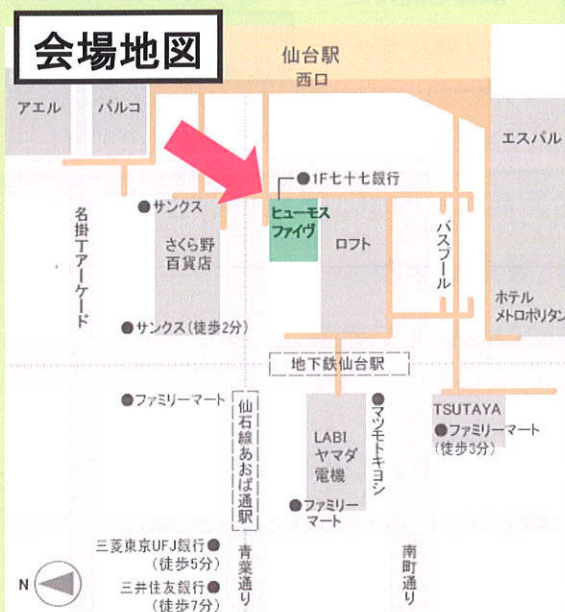 会場地図
仙台駅
西口
アエル
パルコ
エスパル
●1F七十七銀行
●サンクス
ヒューモス
ファイヴ
さくら野
百貨店
ロフト
バスプール
名掛丁アーケード
ホテル
メトロポリタン
●サンクス(徒歩2分)
地下鉄仙台駅
●ファミリーマート
仙石線あおば通駅
LABI
ヤマダ
電機
●マツモトキヨシ
TSUTAYA
●ファミリーマート
(徒歩3分)
●ファミリー
マート
三菱東京UFJ銀行●
(徒歩5分)
青葉通り
南町通り
N
三井住友銀行●
(徒歩7分)